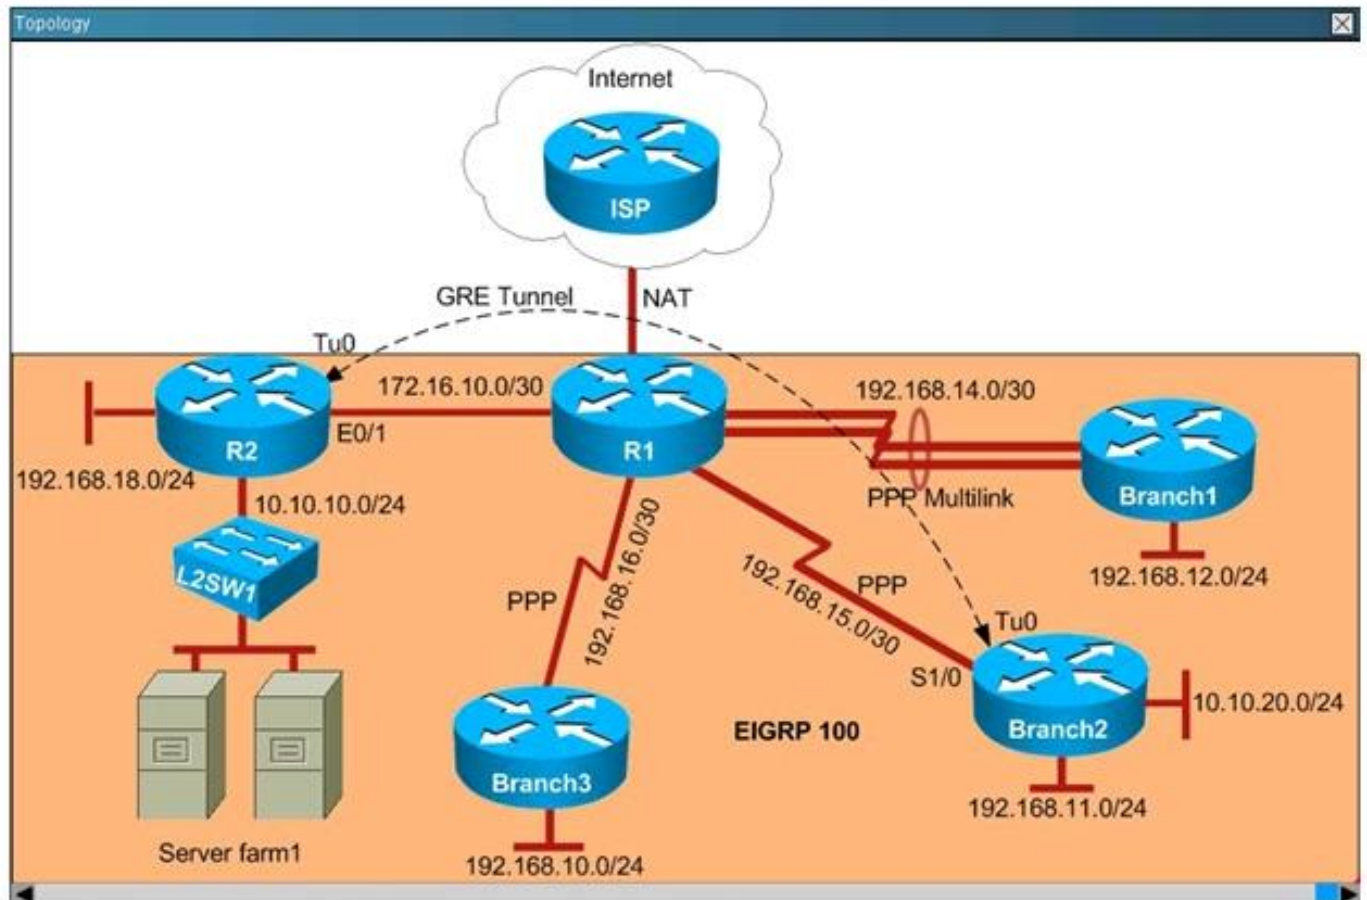 Topology
Internet
ISP
GRE Tunnel
NAT
Tu0
172.16.10.0/30
192.168.14.0/30
E0/1
R2
R1
192.168.18.0/24
10.10.10.0/24
PPP Multilink
Branch1
192.168.12.0/24
L2SW1
PPP
192.168.16.0/30
PPP
192.168.15.0/30
Tu0
S1/0
10.10.20.0/24
Branch2
EIGRP 100
Branch3
192.168.11.0/24
Server farm1
192.168.10.0/24